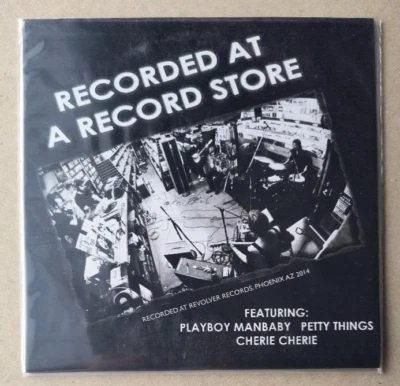 RECORDED AT
A RECORD STORE
RECORDED AT REVOLVER RECORDS, PHOENIX AZ 2014
FEATURING:
PLAYBOY MANBABY PETTY THINGS
CHERIE CHERIE